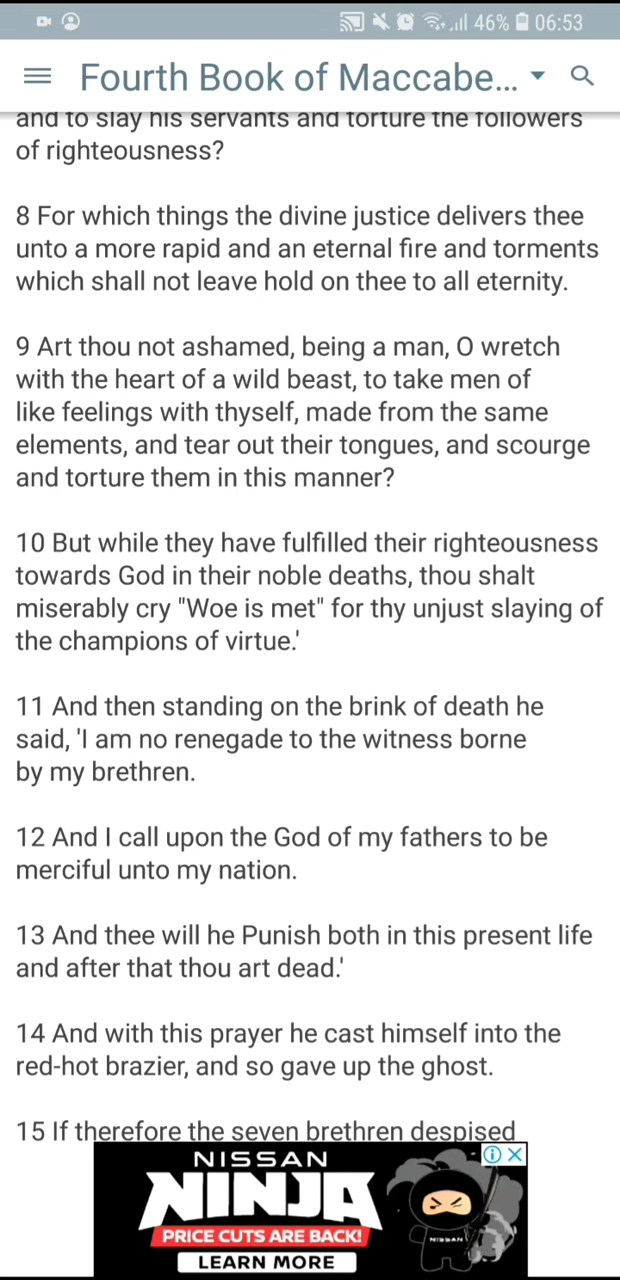 46% 06:53
Fourth Book of Maccabe...
and to slay his servants and torture the followers
of righteousness?
8 For which things the divine justice delivers thee
unto a more rapid and an eternal fire and torments
which shall not leave hold on thee to all eternity.
9 Art thou not ashamed, being a man, O wretch
with the heart of a wild beast, to take men of
like feelings with thyself, made from the same
elements, and tear out their tongues, and scourge
and torture them in this manner?
10 But while they have fulfilled their righteousness
towards God in their noble deaths, thou shalt
miserably cry "Woe is met" for thy unjust slaying of
the champions of virtue.'
11 And then standing on the brink of death he
said, 'I am no renegade to the witness borne
by my brethren.
12 And I call upon the God of my fathers to be
merciful unto my nation.
13 And thee will he Punish both in this present life
and after that thou art dead.'
14 And with this prayer he cast himself into the
red-hot brazier, and so gave up the ghost.
15 If therefore the seven brethren despised
NISSAN
NINJA
PRICE CUTS ARE BACK!
LEARN MORE
NISSAN